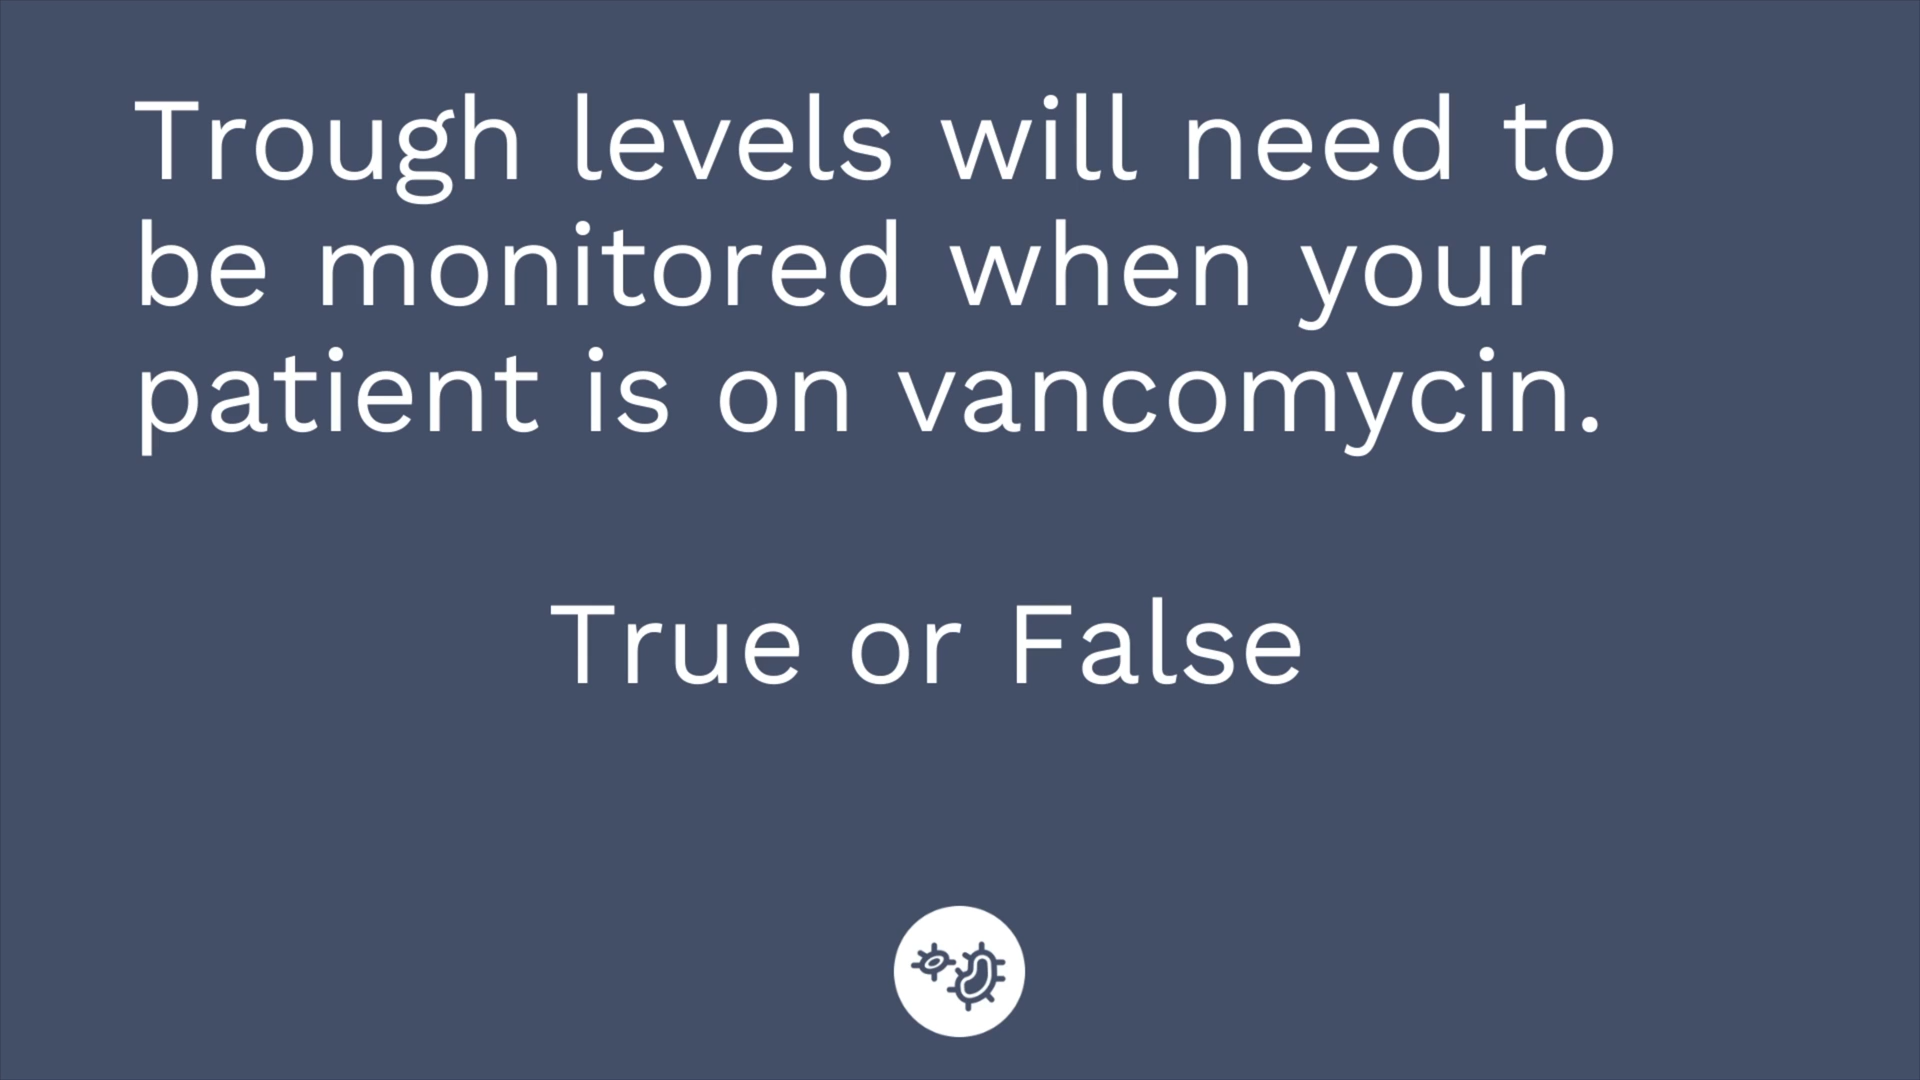 Trough levels will need to
be monitored when your
patient is on vancomycin.
True or False